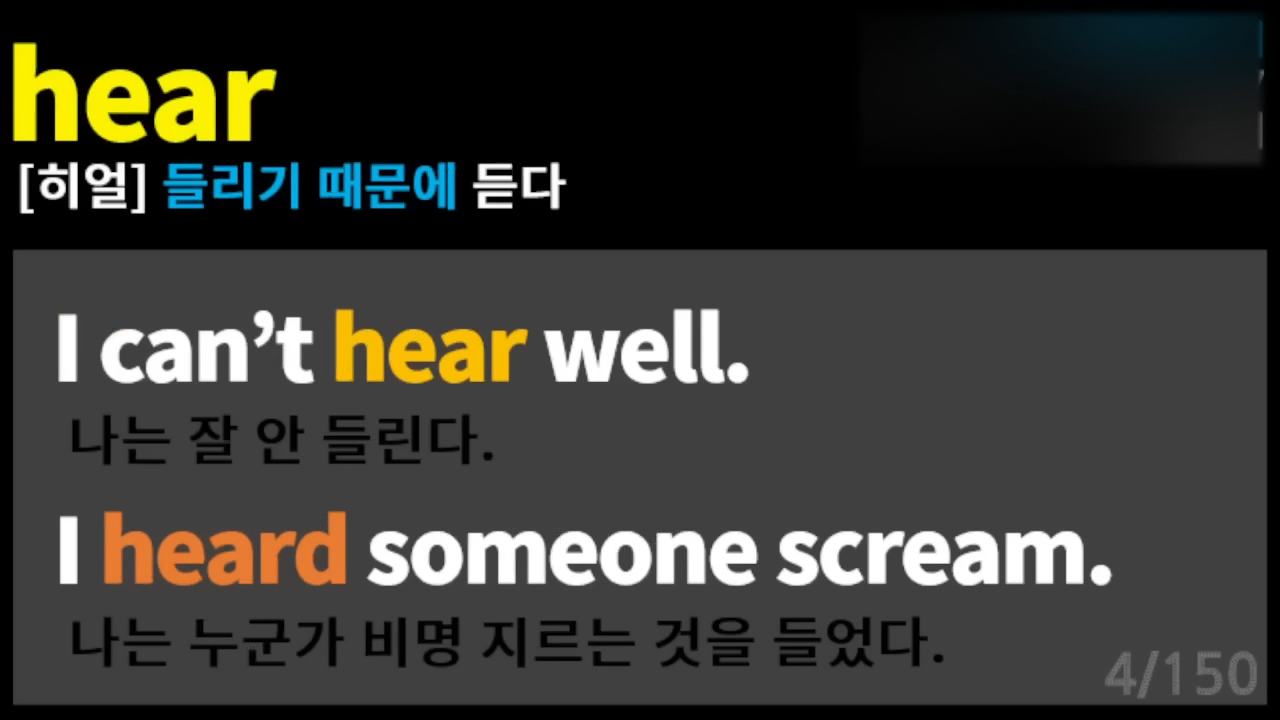 hear
[히얼] 들리기 때문에 듣다
I can’t hear well.
나는 잘 안 들린다.
I heard someone scream.
나는 누군가 비명 지르는 것을 들었다.
4/150